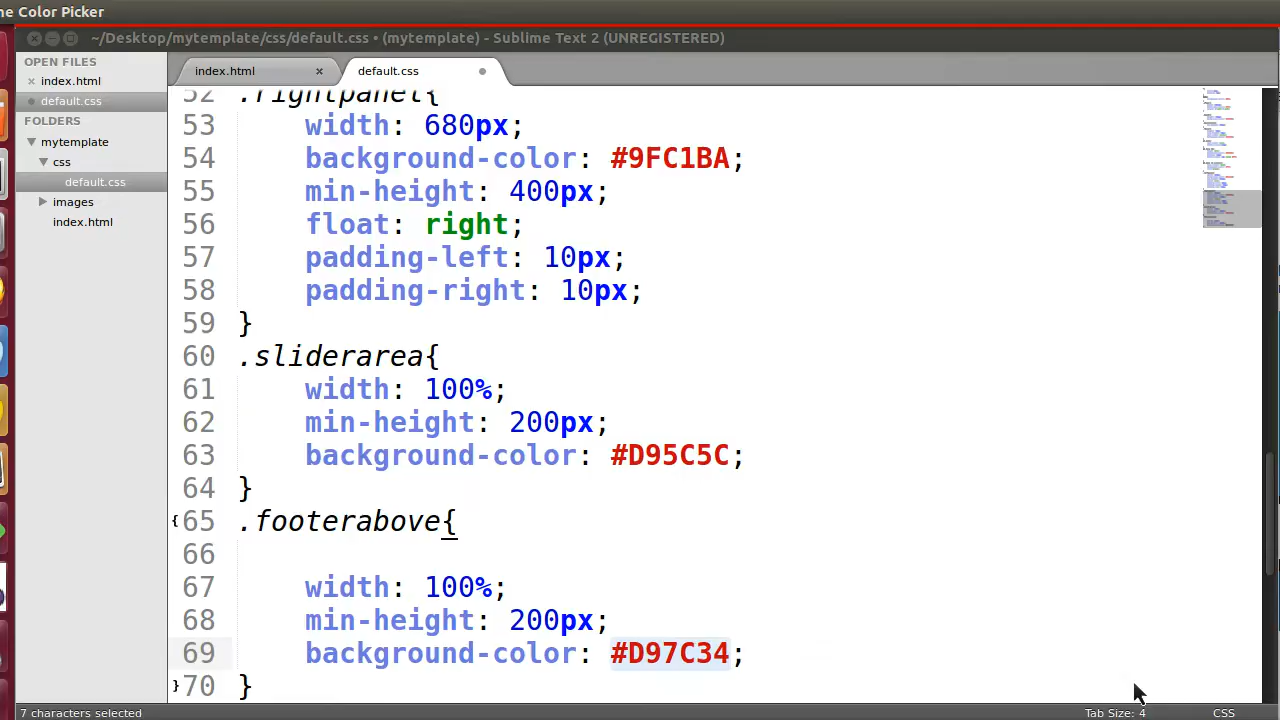 ne Color Picker
~/Desktop/mytemplate/css/default.css • (mytemplate) - Sublime Text 2 (UNREGISTERED)
OPEN FILES
index.html
default.css
FOLDERS
mytemplate
css
default.css
images
index.html
index.html
default.css
52 .rightpanel{
53 width: 680px;
54 background-color: #9FC1BA;
55 min-height: 400px;
56 float: right;
57 padding-left: 10px;
58 padding-right: 10px;
59 }
60 .sliderarea{
61 width: 100%;
62 min-height: 200px;
63 background-color: #D95C5C;
64 }
65 .footerabove{
66
67 width: 100%;
68 min-height: 200px;
69 background-color: #D97C34;
70 }
7 characters selected
Tab Size: 4
CSS